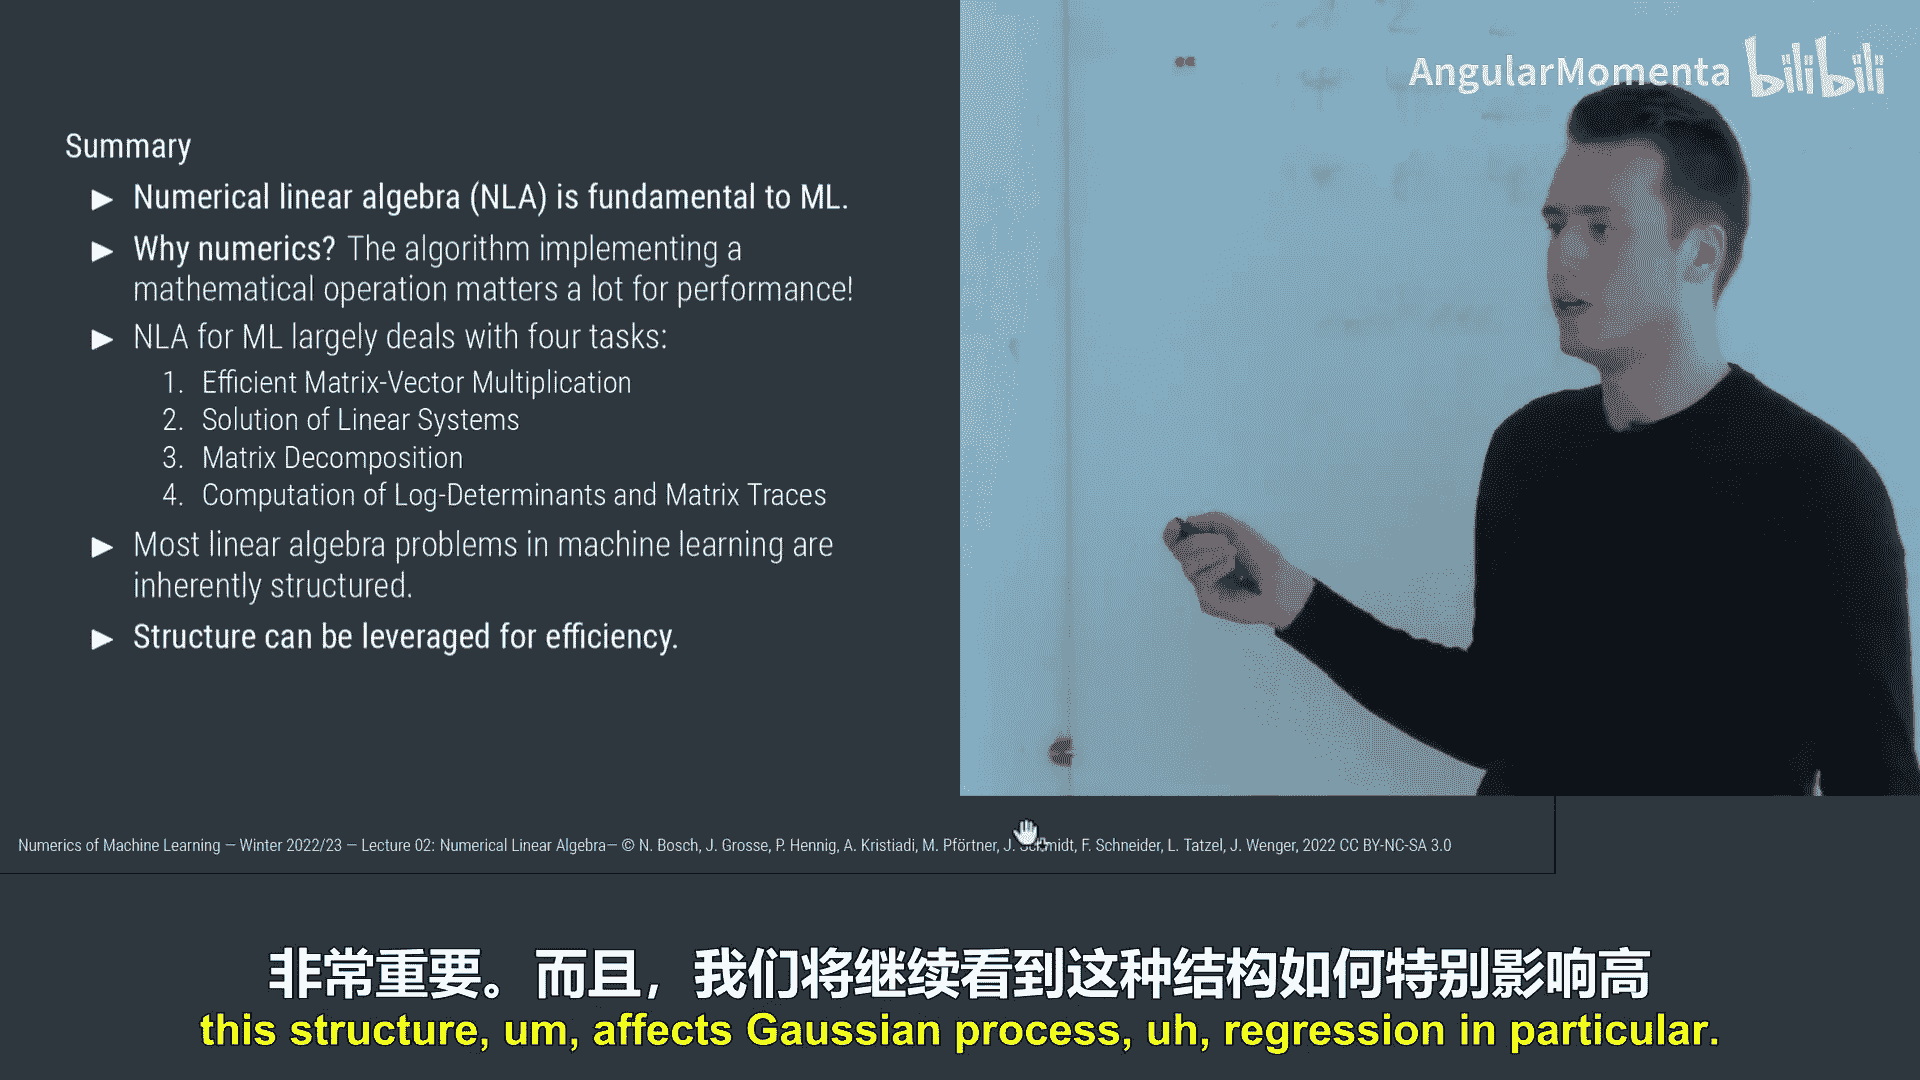 AngularMomenta bilibili
Summary
▶ Numerical linear algebra (NLA) is fundamental to ML.
▶ Why numerics? The algorithm implementing a
mathematical operation matters a lot for performance!
▶ NLA for ML largely deals with four tasks:
1. Efficient Matrix-Vector Multiplication
2. Solution of Linear Systems
3. Matrix Decomposition
4. Computation of Log-Determinants and Matrix Traces
▶ Most linear algebra problems in machine learning are
inherently structured.
▶ Structure can be leveraged for efficiency.
Numerics of Machine Learning — Winter 2022/23 — Lecture 02: Numerical Linear Algebra— © N. Bosch, J. Grosse, P. Hennig, A. Kristiadi, M. Pförtner, J. Schmidt, F. Schneider, L. Tatzel, J. Wenger, 2022 CC BY-NC-SA 3.0
非常重要。而且，我们将继续看到这种结构如何特别影响高
this structure, um, affects Gaussian process, uh, regression in particular.